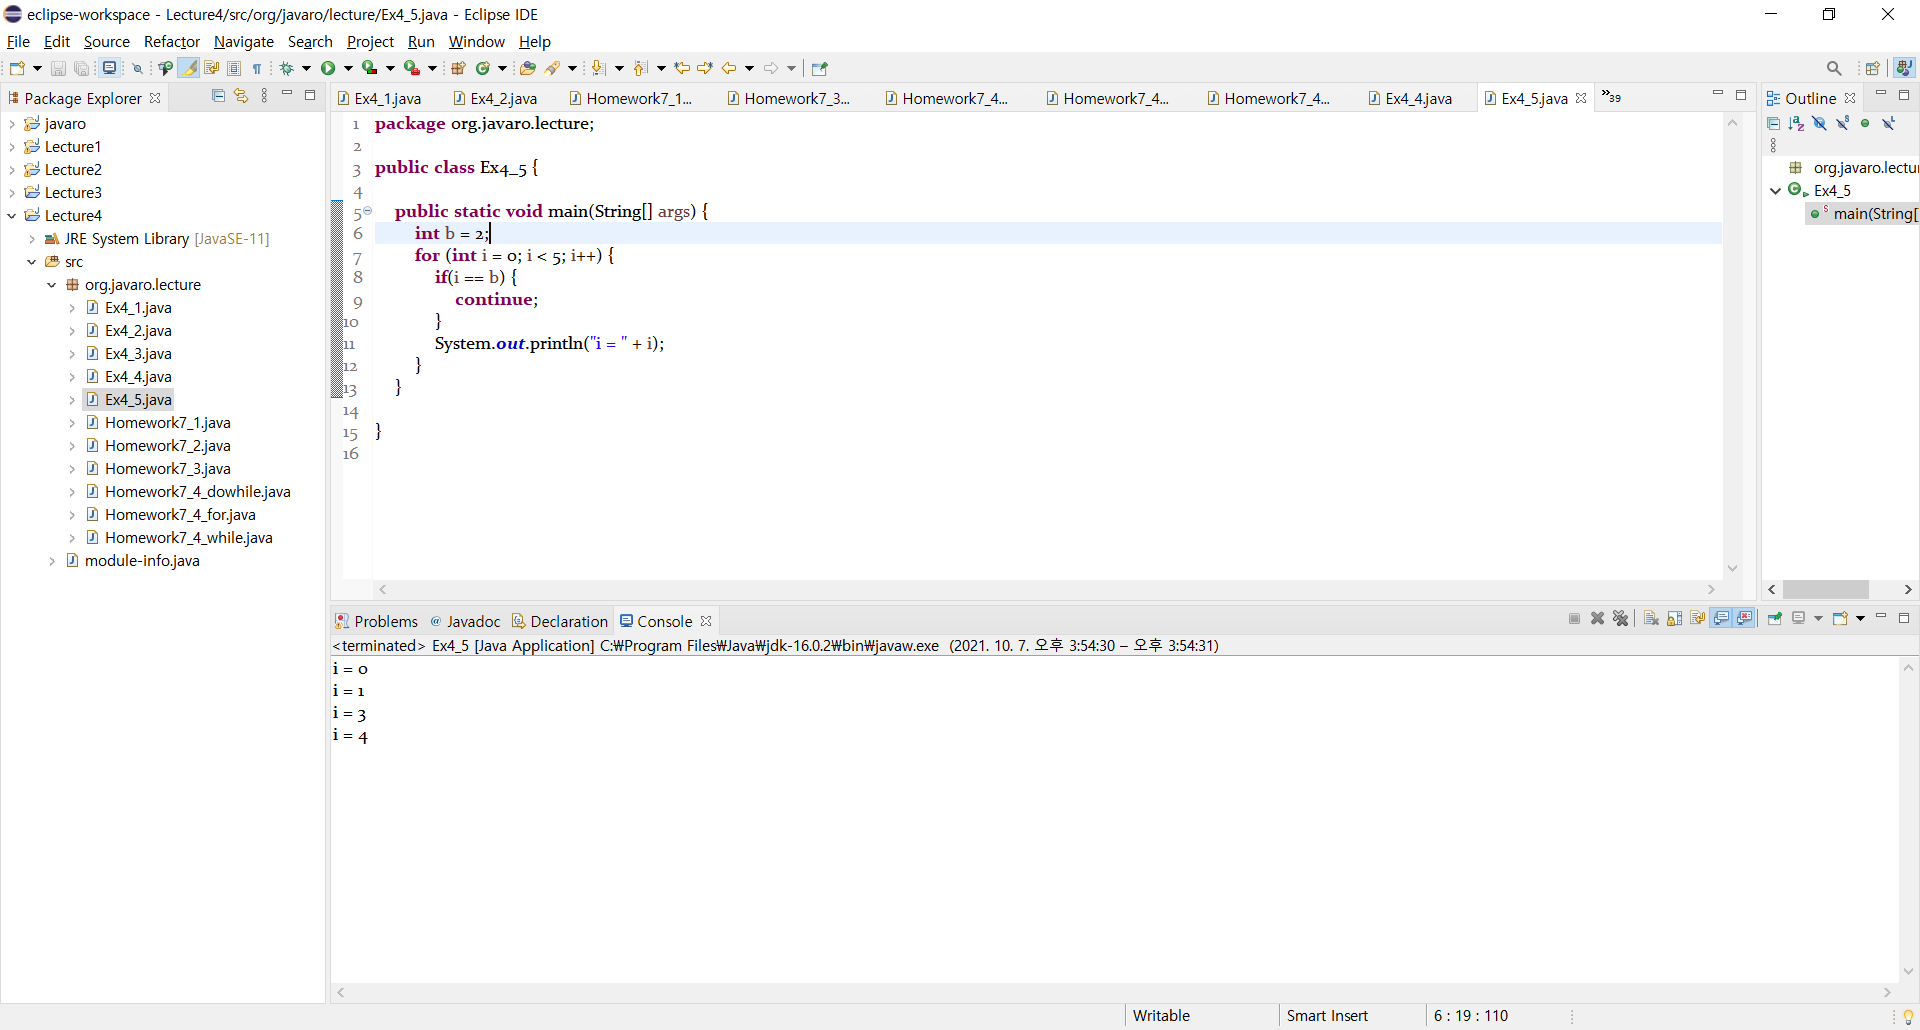 eclipse-workspace - Lecture4/src/org/javaro/lecture/Ex4_5.java - Eclipse IDE
File Edit Source Refactor Navigate Search Project Run Window Help
Package Explorer
javaro
Lecture1
Lecture2
Lecture3
Lecture4
JRE System Library [JavaSE-11]
src
org.javaro.lecture
Ex4_1.java
Ex4_2.java
Ex4_3.java
Ex4_4.java
Ex4_5.java
Homework7_1.java
Homework7_2.java
Homework7_3.java
Homework7_4_dowhile.java
Homework7_4_for.java
Homework7_4_while.java
module-info.java
Ex4_1.java Ex4_2.java Homework7_1... Homework7_3... Homework7_4... Homework7_4... Homework7_4... Ex4_4.java Ex4_5.java »39
1 package org.javaro.lecture;
2
3 public class Ex4_5 {
4
5 public static void main(String[] args) {
6 int b = 2;
7 for (int i = 0; i < 5; i++) {
8 if(i == b) {
9 continue;
10 }
11 System.out.println("i = " + i);
12 }
13 }
14
15 }
16
Outline
org.javaro.lectu
Ex4_5
main(String[
Problems @ Javadoc Declaration Console
<terminated> Ex4_5 [Java Application] C:₩Program Files₩Java₩jdk-16.0.2₩bin₩javaw.exe (2021. 10. 7. 오후 3:54:30 – 오후 3:54:31)
i = 0
i = 1
i = 3
i = 4
Writable Smart Insert 6 : 19 : 110